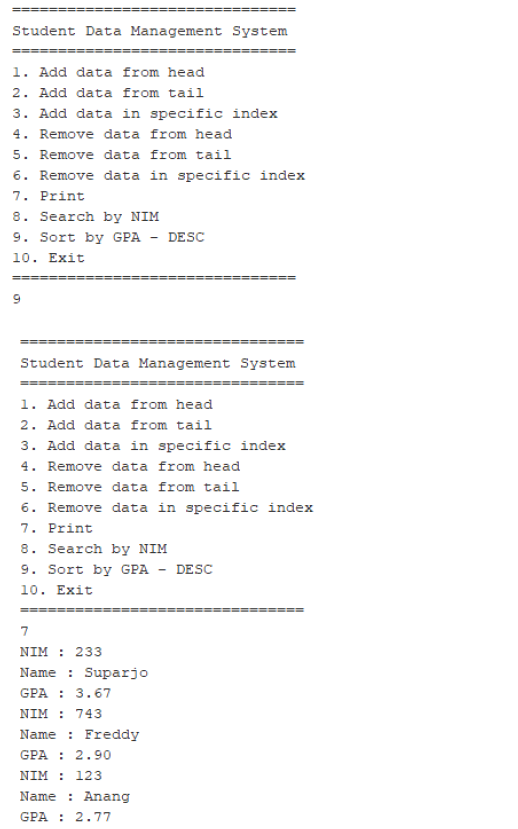 ===============================
Student Data Management System
===============================
1. Add data from head
2. Add data from tail
3. Add data in specific index
4. Remove data from head
5. Remove data from tail
6. Remove data in specific index
7. Print
8. Search by NIM
9. Sort by GPA - DESC
10. Exit
===============================
9
===============================
Student Data Management System
===============================
1. Add data from head
2. Add data from tail
3. Add data in specific index
4. Remove data from head
5. Remove data from tail
6. Remove data in specific index
7. Print
8. Search by NIM
9. Sort by GPA - DESC
10. Exit
===============================
7
NIM : 233
Name : Suparjo
GPA : 3.67
NIM : 743
Name : Freddy
GPA : 2.90
NIM : 123
Name : Anang
GPA : 2.77